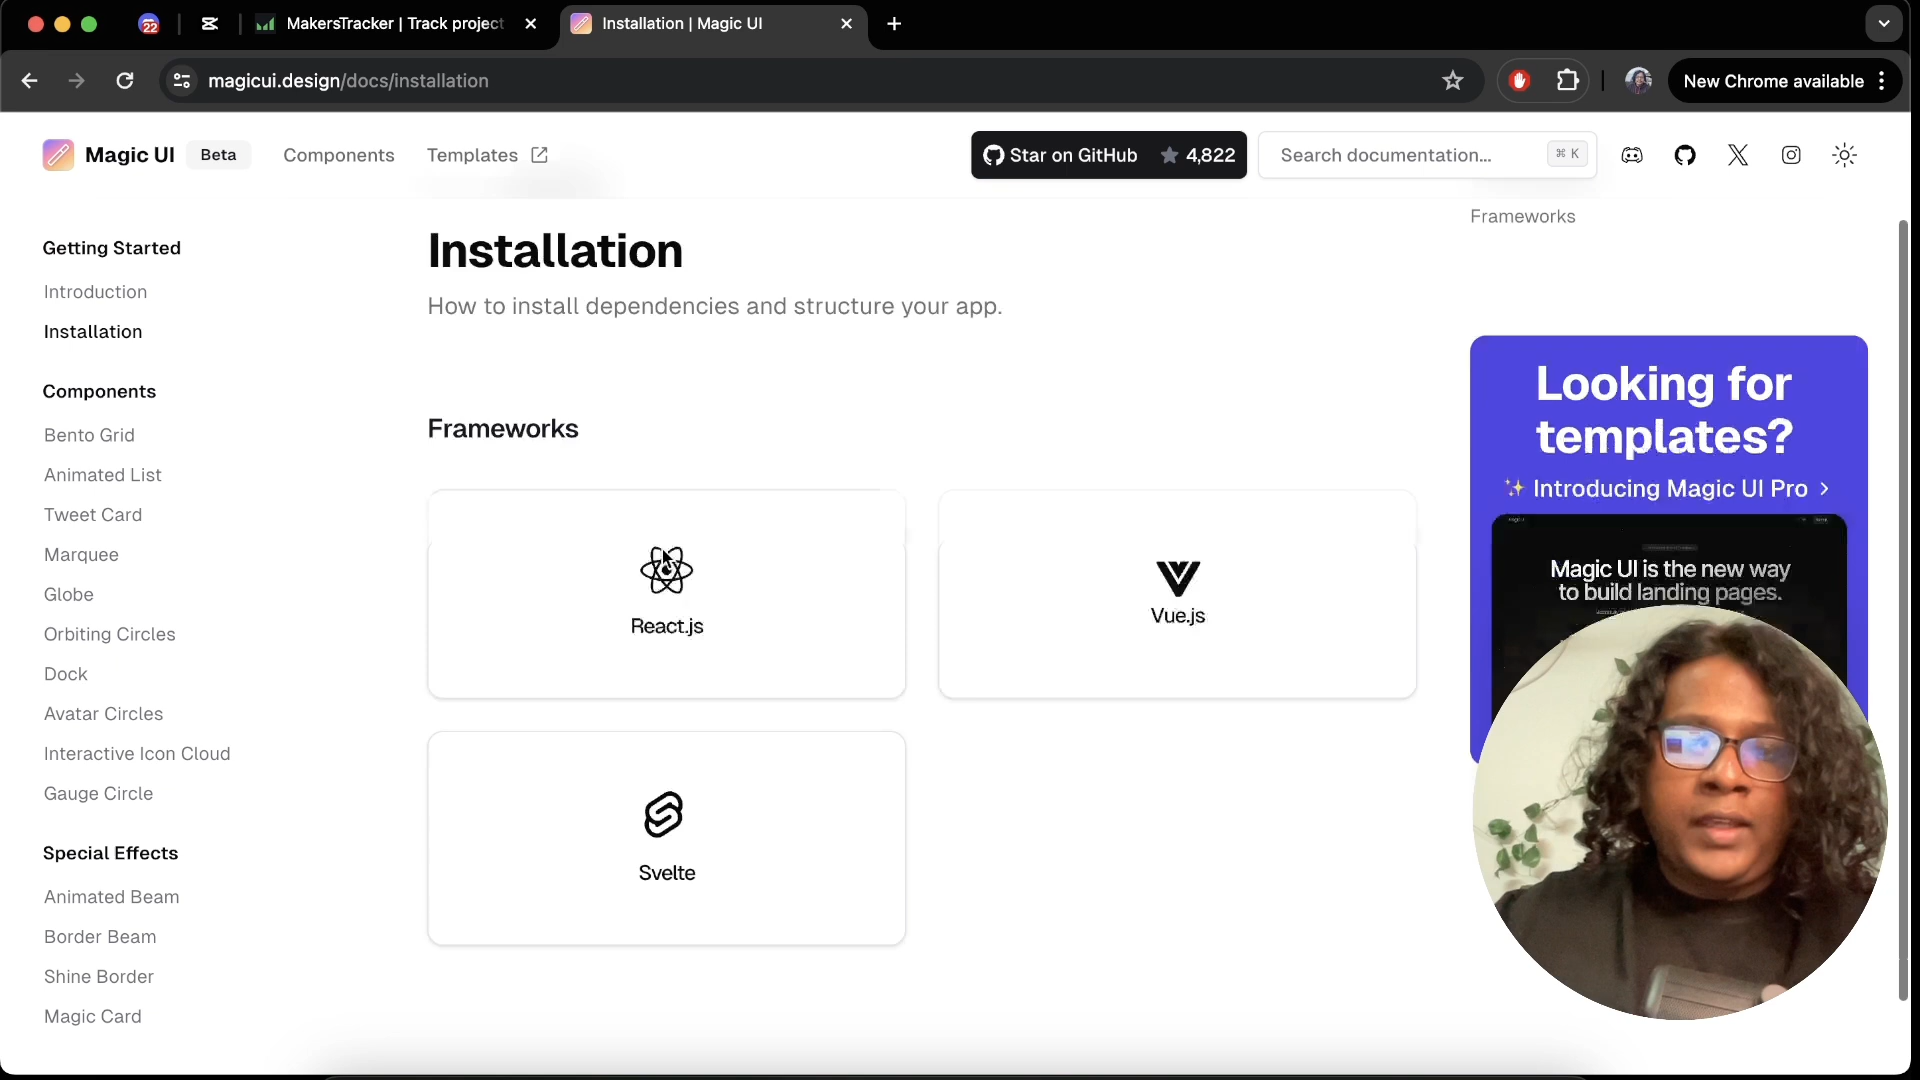 22
MakersTracker | Track project
Installation | Magic UI
magicui.design/docs/installation
New Chrome available
Magic UI
Beta
Components
Templates
Star on GitHub
4,822
Search documentation...
⌘ K
Getting Started
Introduction
Installation
Components
Bento Grid
Animated List
Tweet Card
Marquee
Globe
Orbiting Circles
Dock
Avatar Circles
Interactive Icon Cloud
Gauge Circle
Special Effects
Animated Beam
Border Beam
Shine Border
Magic Card
Installation
How to install dependencies and structure your app.
Frameworks
React.js
Vue.js
Svelte
Frameworks
Looking for
templates?
✨ Introducing Magic UI Pro
Magic UI is the new way
to build landing pages.